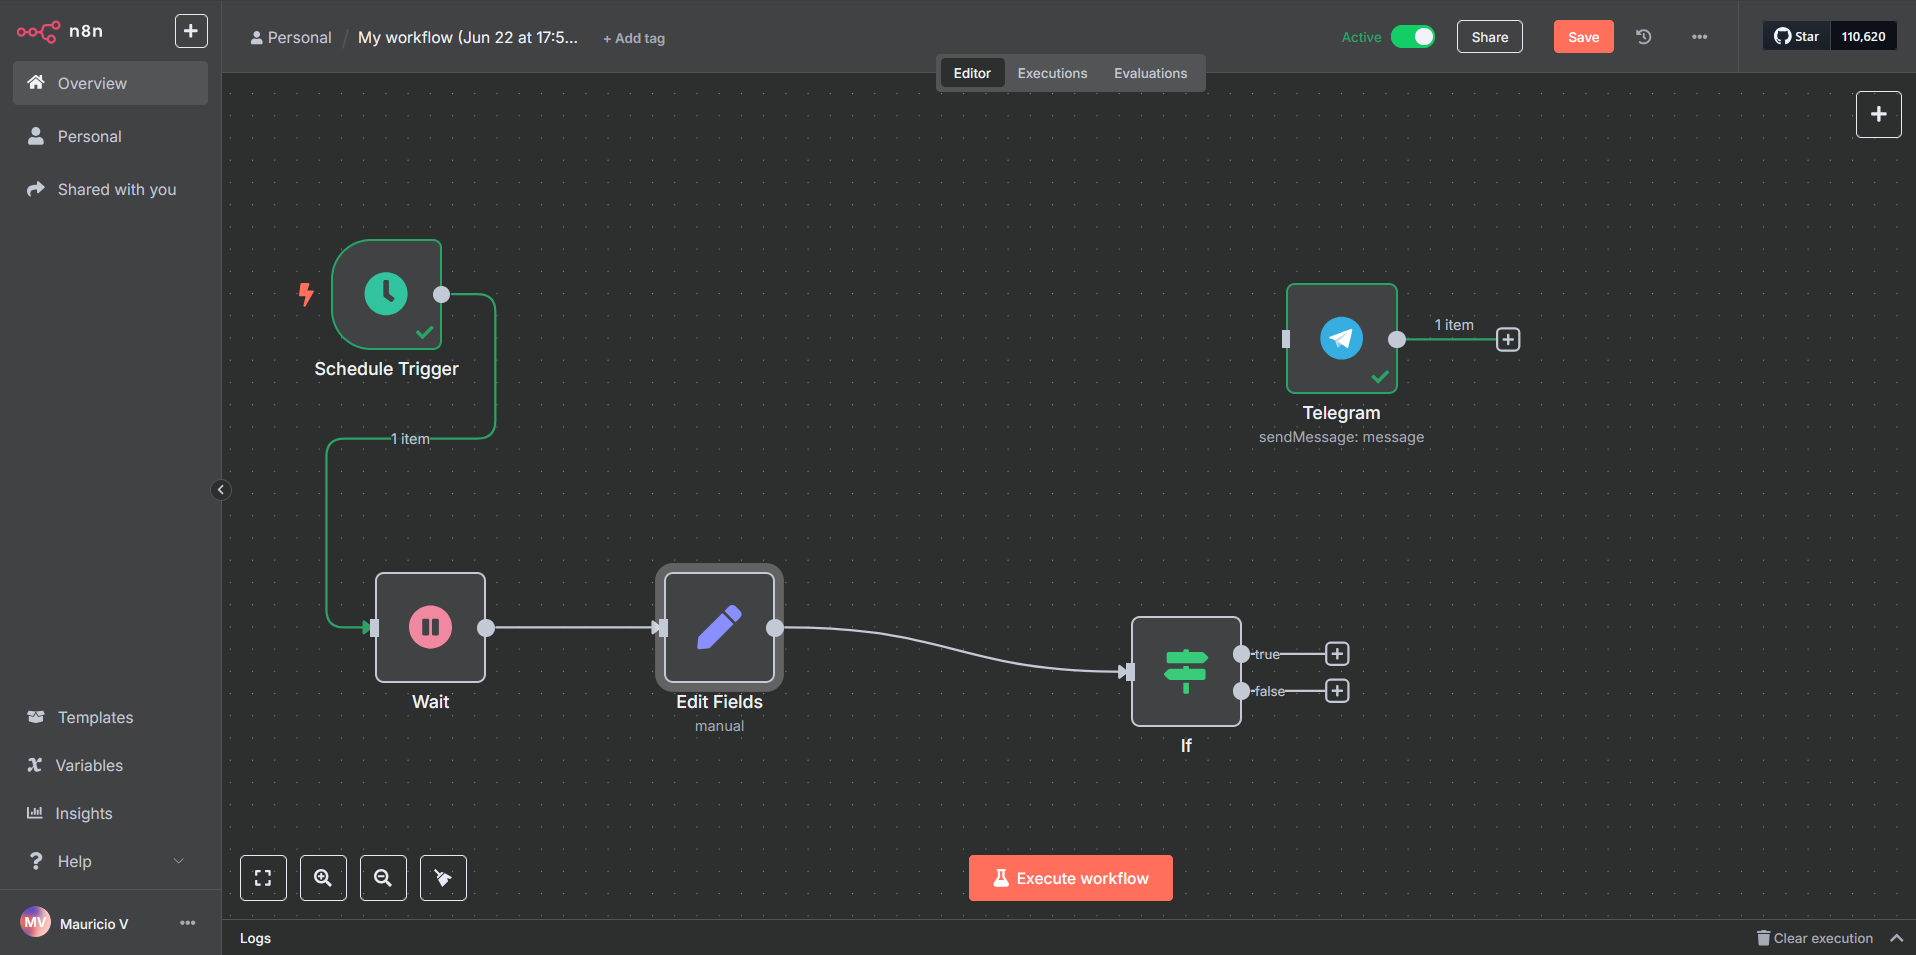 n8n
Overview
Personal
Shared with you
Templates
Variables
Insights
Help
MV
Mauricio V
Personal / My workflow (Jun 22 at 17:5...
+ Add tag
Active
Share
Save
Star
110,620
Editor
Executions
Evaluations
Schedule Trigger
1 item
Wait
Edit Fields
manual
Telegram
sendMessage: message
1 item
true
false
If
Execute workflow
Logs
Clear execution